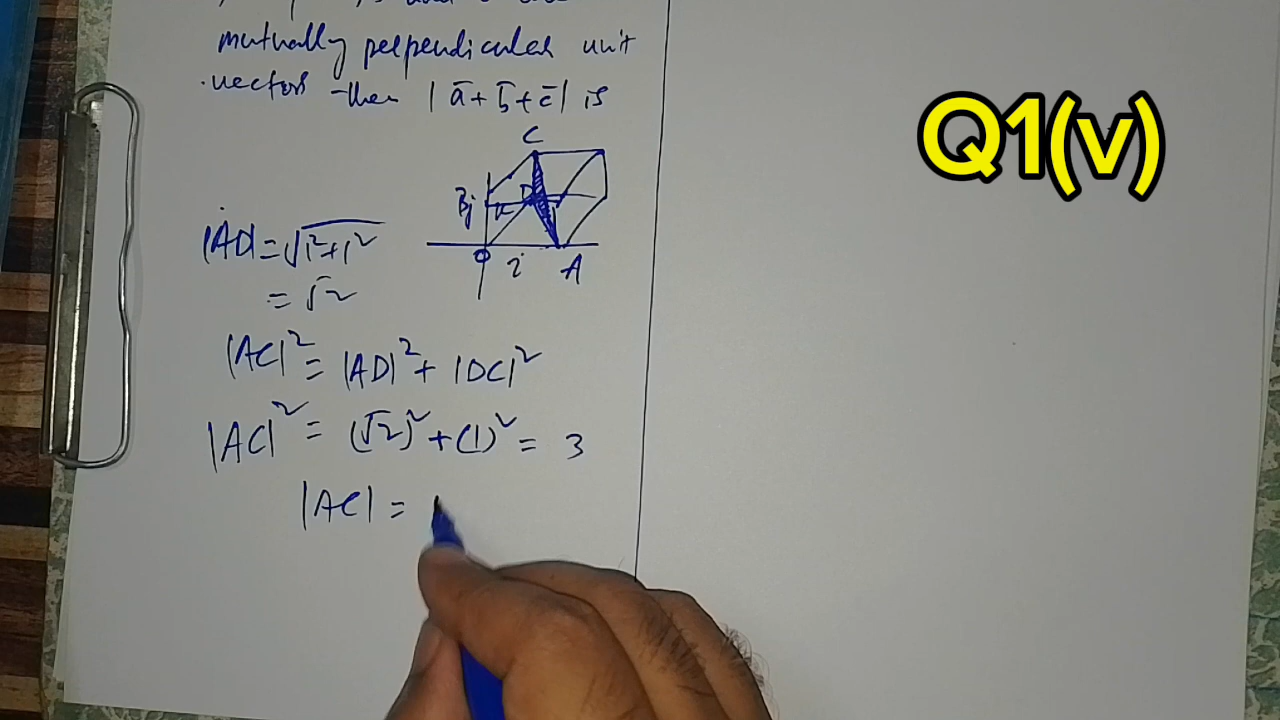 mutually perpendicular unit
vectors then | a̅ + b̅ + c̅ | is
Q1(v)
C
B j
D
k
O
i
A
|AD| = √1²+1²
= √2
|AC|² = |AD|² + |DC|²
|AC|² = (√2)² + (1)² = 3
|AC| =